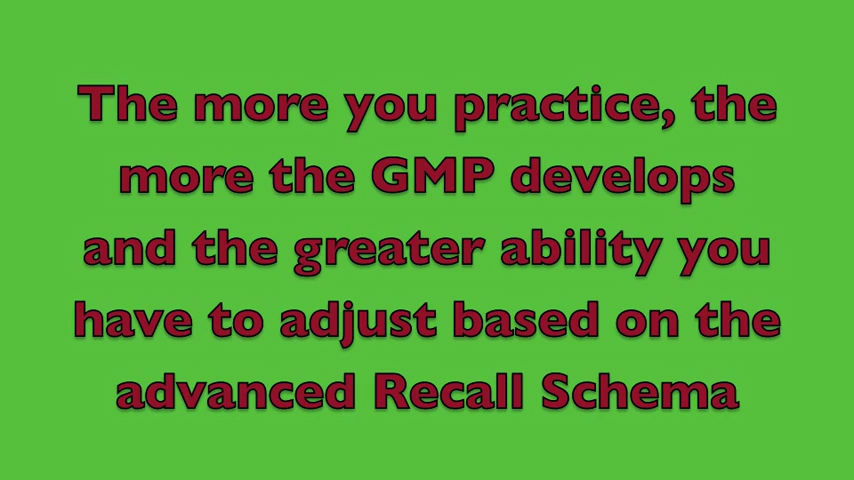 The more you practice, the
more the GMP develops
and the greater ability you
have to adjust based on the
advanced Recall Schema